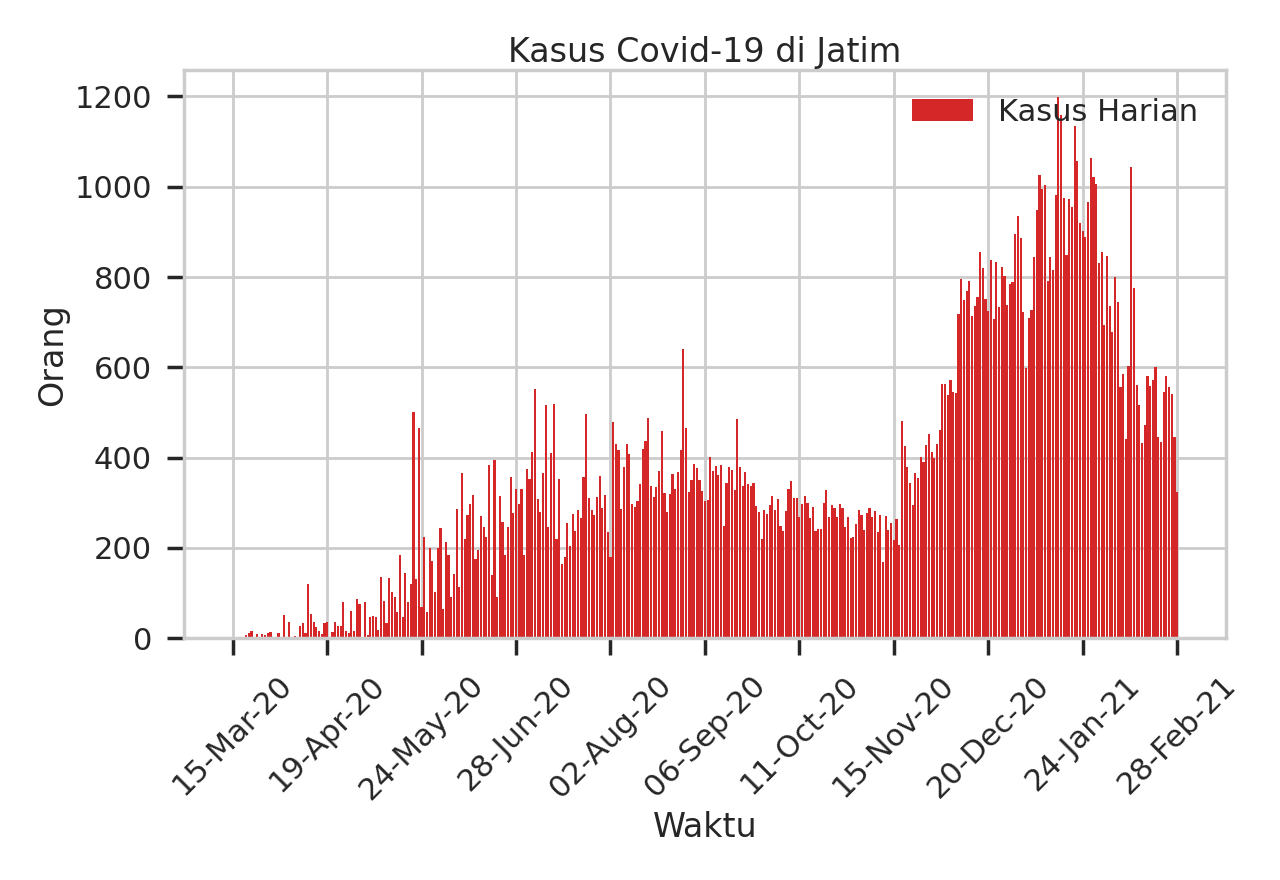 Kasus Covid-19 di Jatim
Kasus Harian
1200
1000
800
600
400
200
0
Orang
15-Mar-20
19-Apr-20
24-May-20
28-Jun-20
02-Aug-20
06-Sep-20
11-Oct-20
15-Nov-20
20-Dec-20
24-Jan-21
28-Feb-21
Waktu